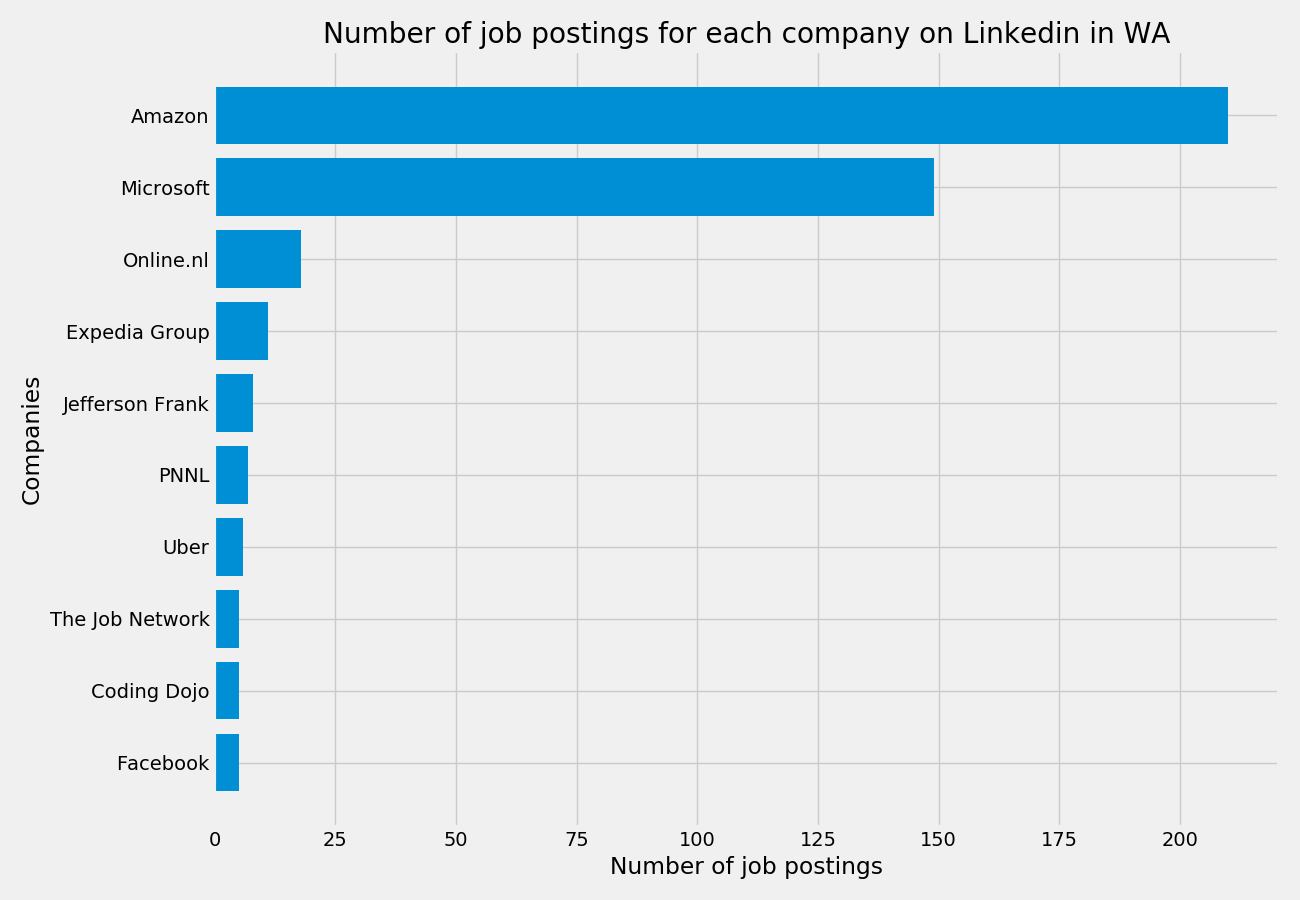 Number of job postings for each company on Linkedin in WA
Amazon
Microsoft
Online.nl
Expedia Group
Jefferson Frank
PNNL
Uber
The Job Network
Coding Dojo
Facebook
Companies
0 25 50 75 100 125 150 175 200
Number of job postings